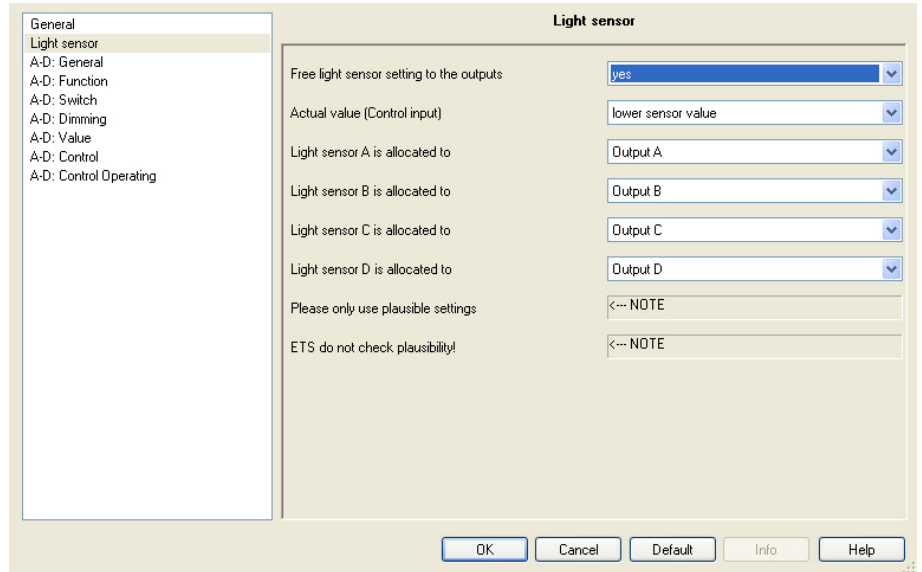 General
Light sensor
A-D: General
A-D: Function
A-D: Switch
A-D: Dimming
A-D: Value
A-D: Control
A-D: Control Operating
Light sensor
Free light sensor setting to the outputs yes
Actual value (Control input) lower sensor value
Light sensor A is allocated to Output A
Light sensor B is allocated to Output B
Light sensor C is allocated to Output C
Light sensor D is allocated to Output D
Please only use plausible settings <--- NOTE
ETS do not check plausibility! <--- NOTE
OK Cancel Default Info Help